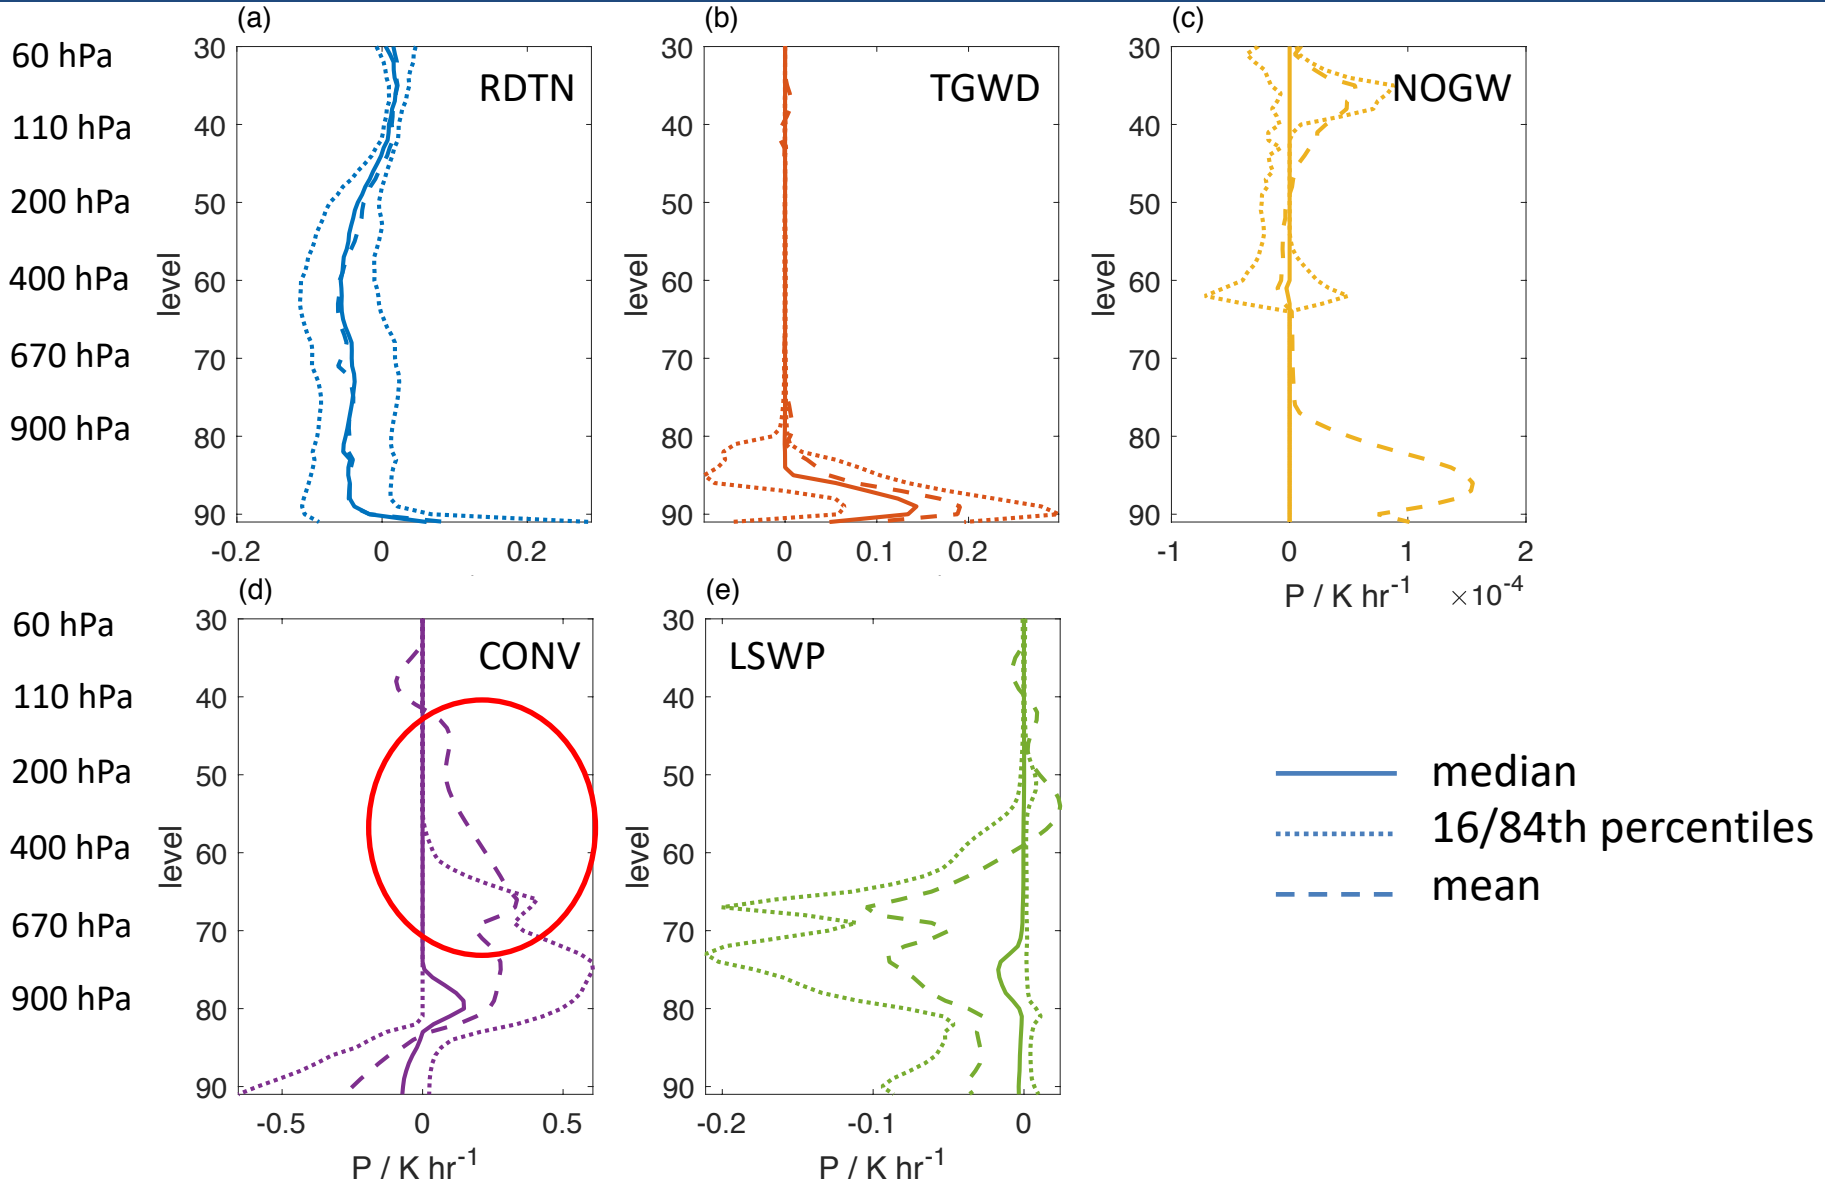 (a)
(b)
(c)
60 hPa
110 hPa
200 hPa
400 hPa
670 hPa
900 hPa
level
30
40
50
60
70
80
90
RDTN
-0.2
0
0.2
level
30
40
50
60
70
80
90
TGWD
0
0.1
0.2
level
30
40
50
60
70
80
90
NOGW
-1
0
1
2
P / K hr-1
×10-4
(d)
(e)
60 hPa
110 hPa
200 hPa
400 hPa
670 hPa
900 hPa
level
30
40
50
60
70
80
90
CONV
-0.5
0
0.5
P / K hr-1
level
30
40
50
60
70
80
90
LSWP
-0.2
-0.1
0
P / K hr-1
median
16/84th percentiles
mean